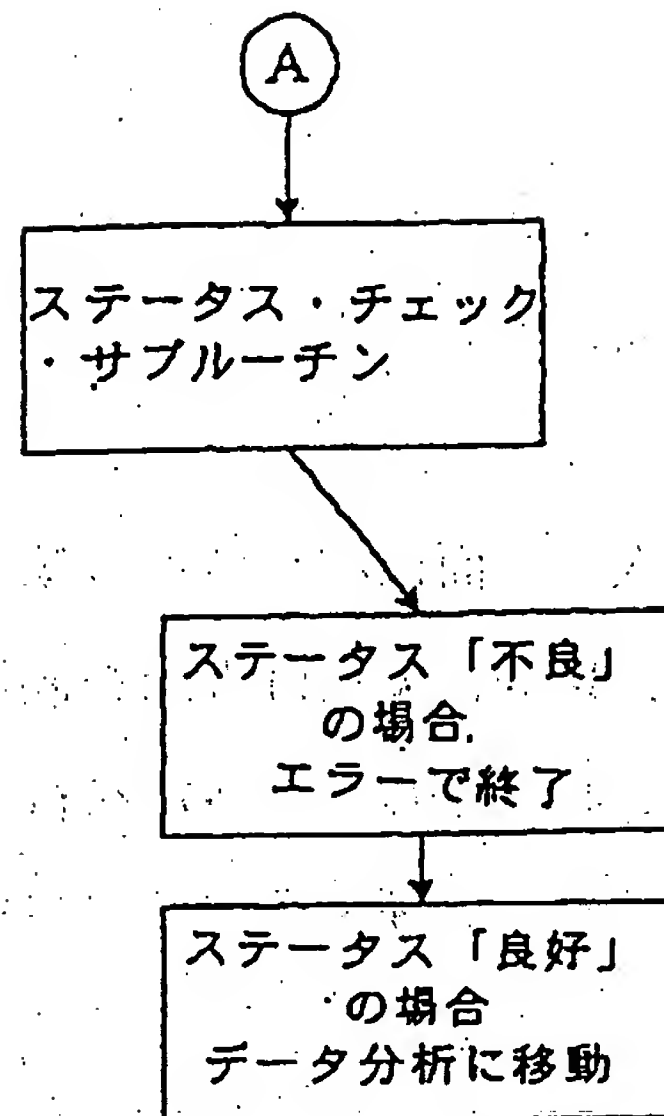 A
ステータス・チェック
・サブルーチン
ステータス「不良」
の場合
エラーで終了
ステータス「良好」
の場合
データ分析に移動